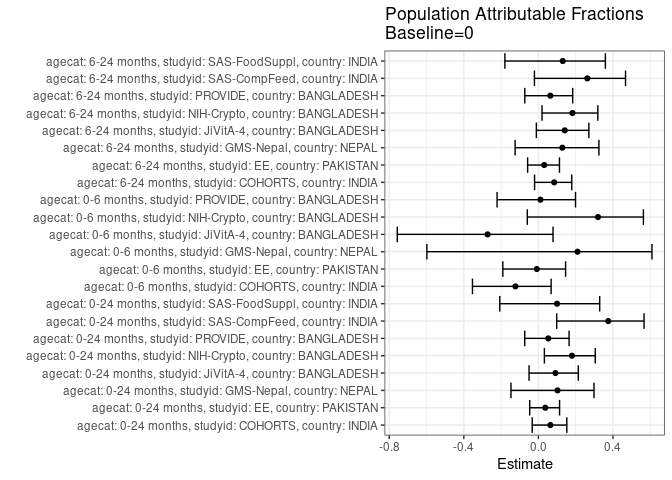 Population Attributable Fractions
Baseline=0
agecat: 6-24 months, studyid: SAS-FoodSuppl, country: INDIA
agecat: 6-24 months, studyid: SAS-CompFeed, country: INDIA
agecat: 6-24 months, studyid: PROVIDE, country: BANGLADESH
agecat: 6-24 months, studyid: NIH-Crypto, country: BANGLADESH
agecat: 6-24 months, studyid: JiVitA-4, country: BANGLADESH
agecat: 6-24 months, studyid: GMS-Nepal, country: NEPAL
agecat: 6-24 months, studyid: EE, country: PAKISTAN
agecat: 6-24 months, studyid: COHORTS, country: INDIA
agecat: 0-6 months, studyid: PROVIDE, country: BANGLADESH
agecat: 0-6 months, studyid: NIH-Crypto, country: BANGLADESH
agecat: 0-6 months, studyid: JiVitA-4, country: BANGLADESH
agecat: 0-6 months, studyid: GMS-Nepal, country: NEPAL
agecat: 0-6 months, studyid: EE, country: PAKISTAN
agecat: 0-6 months, studyid: COHORTS, country: INDIA
agecat: 0-24 months, studyid: SAS-FoodSuppl, country: INDIA
agecat: 0-24 months, studyid: SAS-CompFeed, country: INDIA
agecat: 0-24 months, studyid: PROVIDE, country: BANGLADESH
agecat: 0-24 months, studyid: NIH-Crypto, country: BANGLADESH
agecat: 0-24 months, studyid: JiVitA-4, country: BANGLADESH
agecat: 0-24 months, studyid: GMS-Nepal, country: NEPAL
agecat: 0-24 months, studyid: EE, country: PAKISTAN
agecat: 0-24 months, studyid: COHORTS, country: INDIA
-0.8 -0.4 0.0 0.4
Estimate